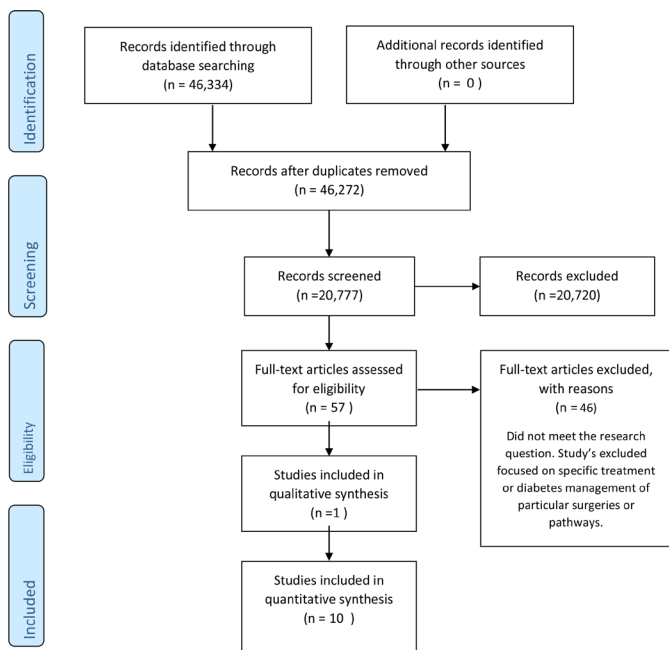 Identification
Records identified through
database searching
(n = 46,334)
Additional records identified
through other sources
(n = 0 )
Records after duplicates removed
(n = 46,272)
Screening
Records screened
(n =20,777)
Records excluded
(n =20,720)
Eligibility
Full-text articles assessed
for eligibility
(n = 57 )
Full-text articles excluded,
with reasons
(n = 46)
Did not meet the research
question. Study’s excluded
focused on specific treatment
or diabetes management of
particular surgeries or
pathways.
Studies included in
qualitative synthesis
(n =1 )
Included
Studies included in
quantitative synthesis
(n = 10 )